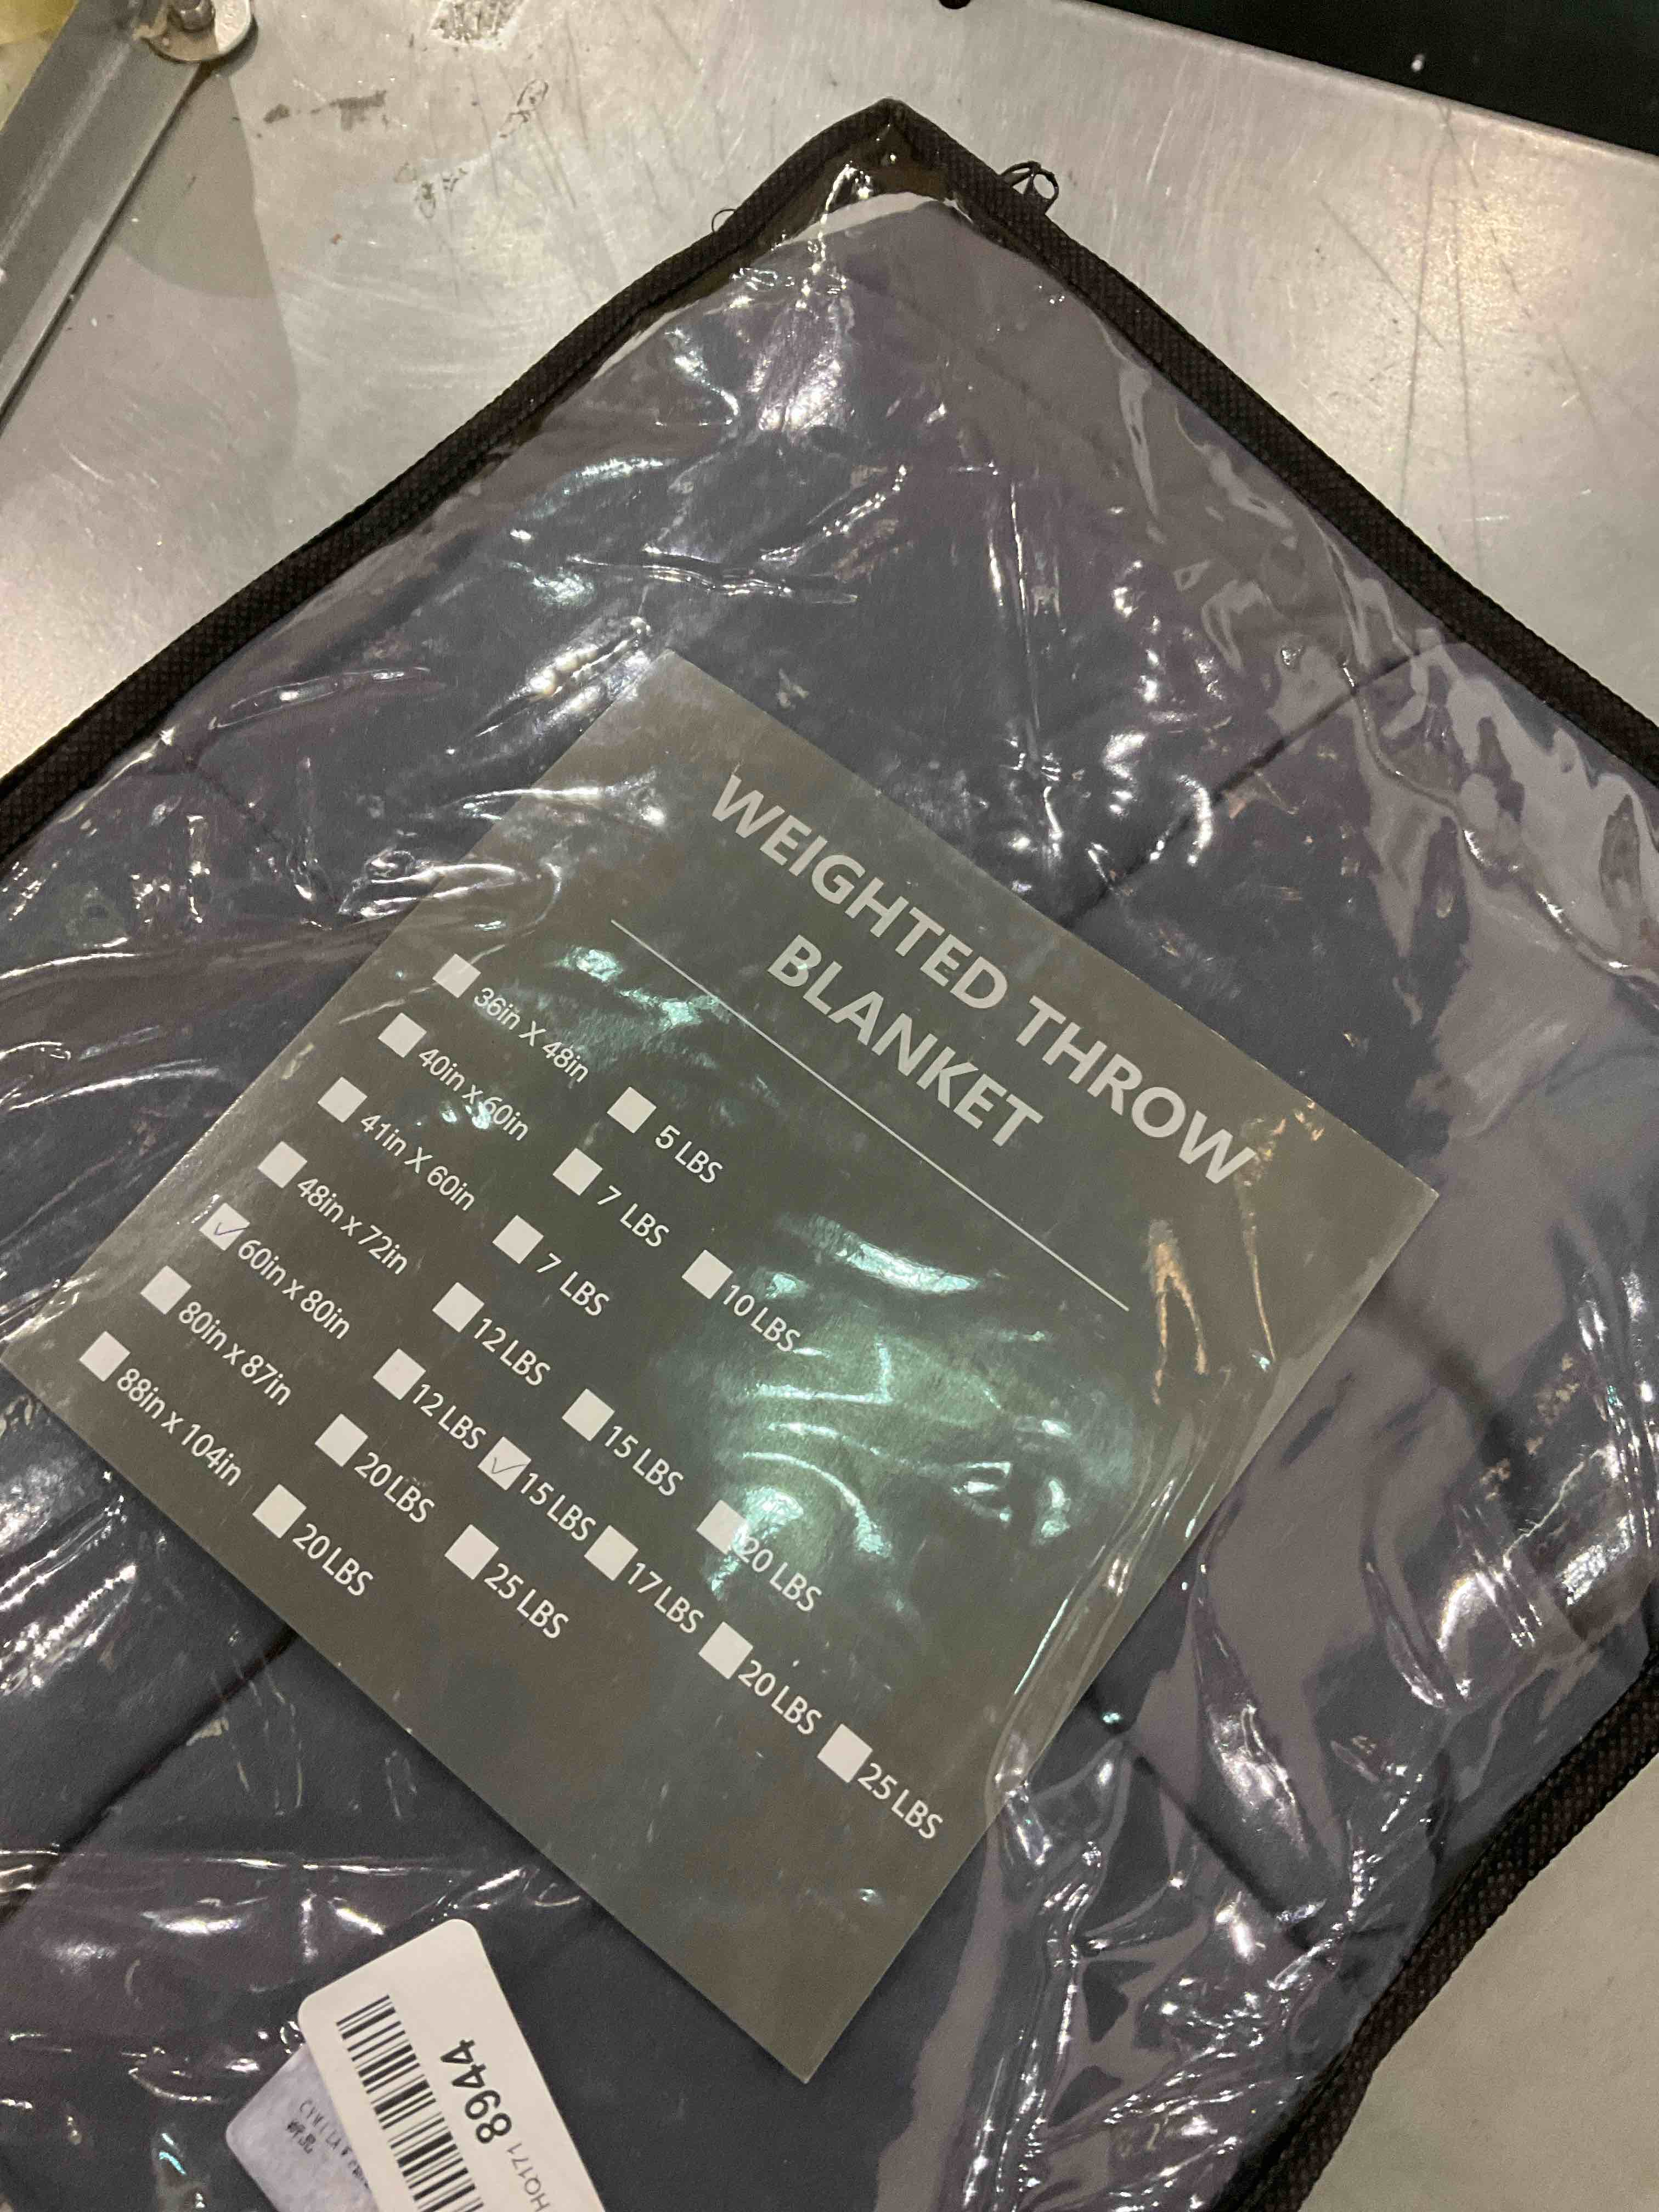 WEIGHTED THROW
BLANKET
36in X 48in 5 LBS
40in x 60in 7 LBS 10 LBS
41in X 60in 7 LBS
48in x 72in 12 LBS 15 LBS 20 LBS
✓ 60in x 80in 12 LBS ✓ 15 LBS 17 LBS 20 LBS 25 LBS
80in x 87in 20 LBS 25 LBS
88in x 104in 20 LBS
8944
HQ171